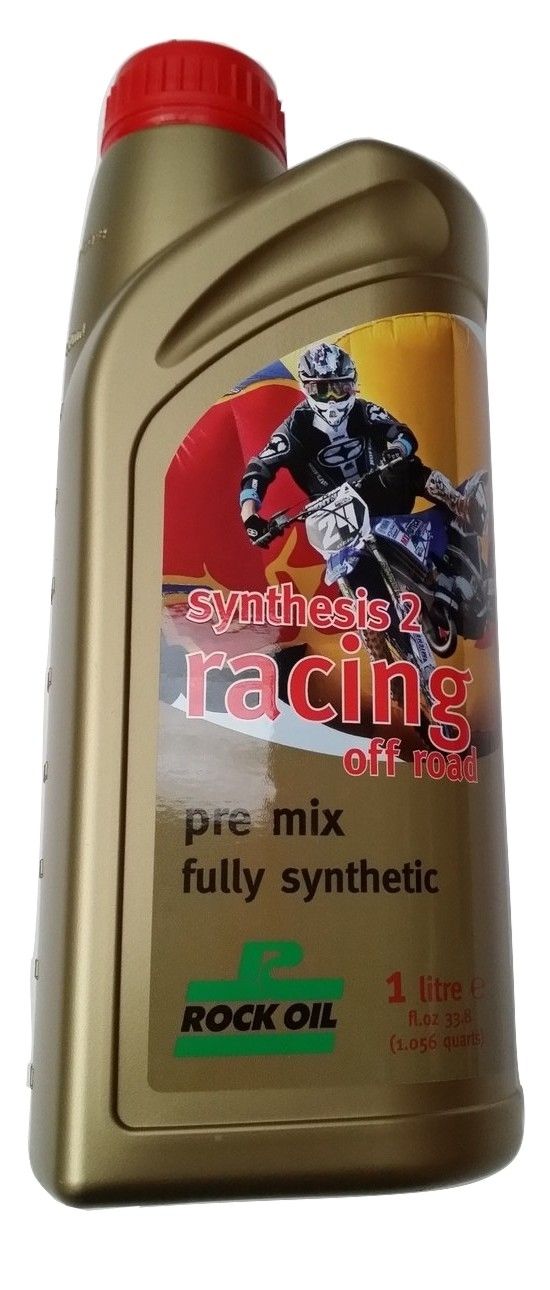 24
synthesis 2
racing
off road
pre mix
fully synthetic
R
ROCK OIL
1 litre e
fl.oz 33.8
(1.056 quarts)